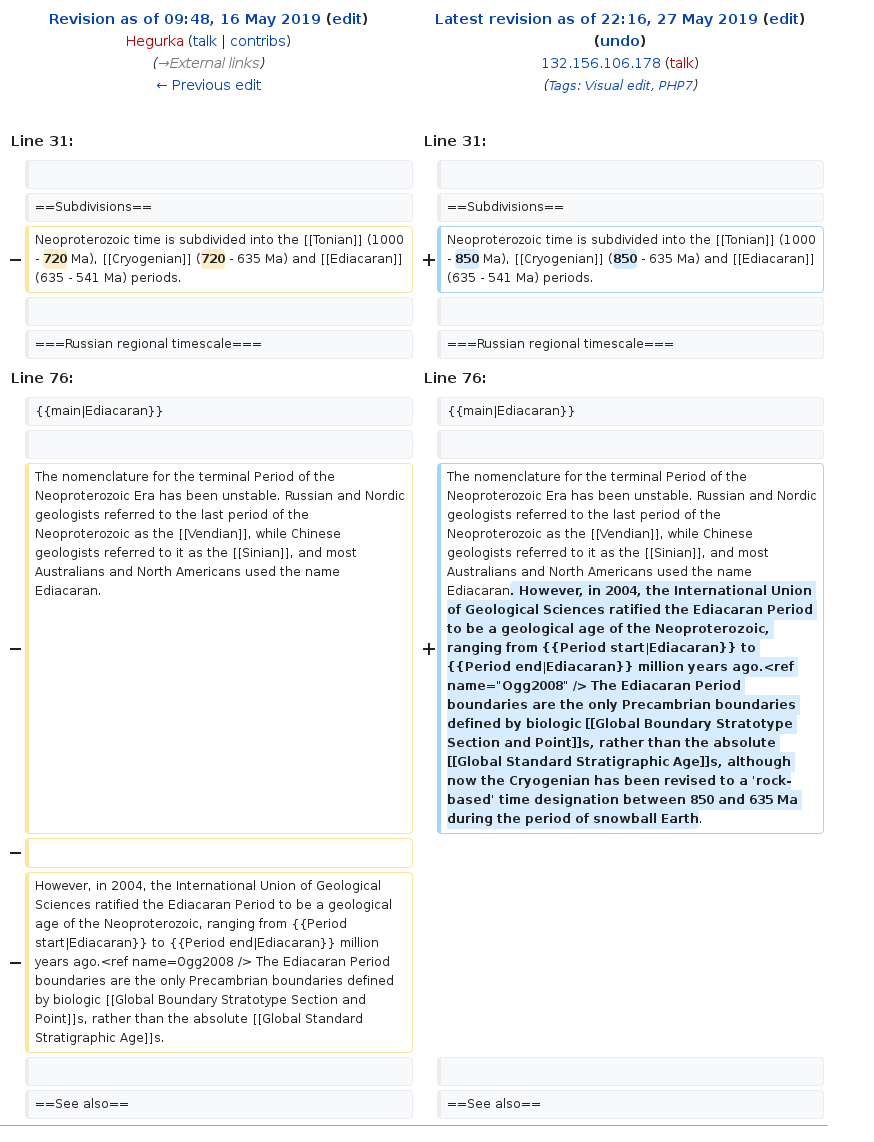 Revision as of 09:48, 16 May 2019 (edit)
Hegurka (talk | contribs)
(→External links)
← Previous edit
Latest revision as of 22:16, 27 May 2019 (edit)
(undo)
132.156.106.178 (talk)
(Tags: Visual edit, PHP7)
Line 31:
Line 31:
==Subdivisions==
==Subdivisions==
−
Neoproterozoic time is subdivided into the [[Tonian]] (1000
- 720 Ma), [[Cryogenian]] (720 - 635 Ma) and [[Ediacaran]]
(635 - 541 Ma) periods.
+
Neoproterozoic time is subdivided into the [[Tonian]] (1000
- 850 Ma), [[Cryogenian]] (850 - 635 Ma) and [[Ediacaran]]
(635 - 541 Ma) periods.
===Russian regional timescale===
===Russian regional timescale===
Line 76:
Line 76:
{{main|Ediacaran}}
{{main|Ediacaran}}
−
The nomenclature for the terminal Period of the
Neoproterozoic Era has been unstable. Russian and Nordic
geologists referred to the last period of the
Neoproterozoic as the [[Vendian]], while Chinese
geologists referred to it as the [[Sinian]], and most
Australians and North Americans used the name
Ediacaran.
+
The nomenclature for the terminal Period of the
Neoproterozoic Era has been unstable. Russian and Nordic
geologists referred to the last period of the
Neoproterozoic as the [[Vendian]], while Chinese
geologists referred to it as the [[Sinian]], and most
Australians and North Americans used the name
Ediacaran. However, in 2004, the International Union
of Geological Sciences ratified the Ediacaran Period
to be a geological age of the Neoproterozoic,
ranging from {{Period start|Ediacaran}} to
{{Period end|Ediacaran}} million years ago.<ref
name="Ogg2008" /> The Ediacaran Period
boundaries are the only Precambrian boundaries
defined by biologic [[Global Boundary Stratotype
Section and Point]]s, rather than the absolute
[[Global Standard Stratigraphic Age]]s, although
now the Cryogenian has been revised to a 'rock-
based' time designation between 850 and 635 Ma
during the period of snowball Earth.
−
−
However, in 2004, the International Union of Geological
Sciences ratified the Ediacaran Period to be a geological
age of the Neoproterozoic, ranging from {{Period
start|Ediacaran}} to {{Period end|Ediacaran}} million
years ago.<ref name=Ogg2008 /> The Ediacaran Period
boundaries are the only Precambrian boundaries defined
by biologic [[Global Boundary Stratotype Section and
Point]]s, rather than the absolute [[Global Standard
Stratigraphic Age]]s.
==See also==
==See also==